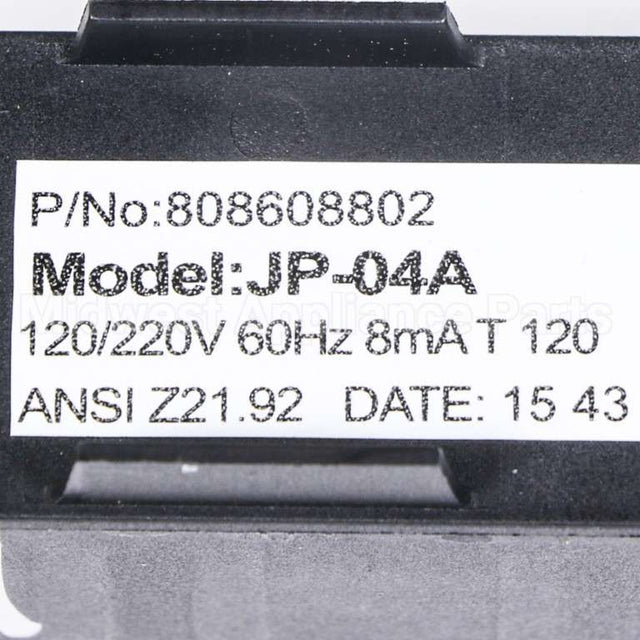 P/No:808608802
Model:JP-04A
Midwest Appliance Parts
120/220V 60Hz 8mA T 120
ANSI Z21.92 DATE: 15 43